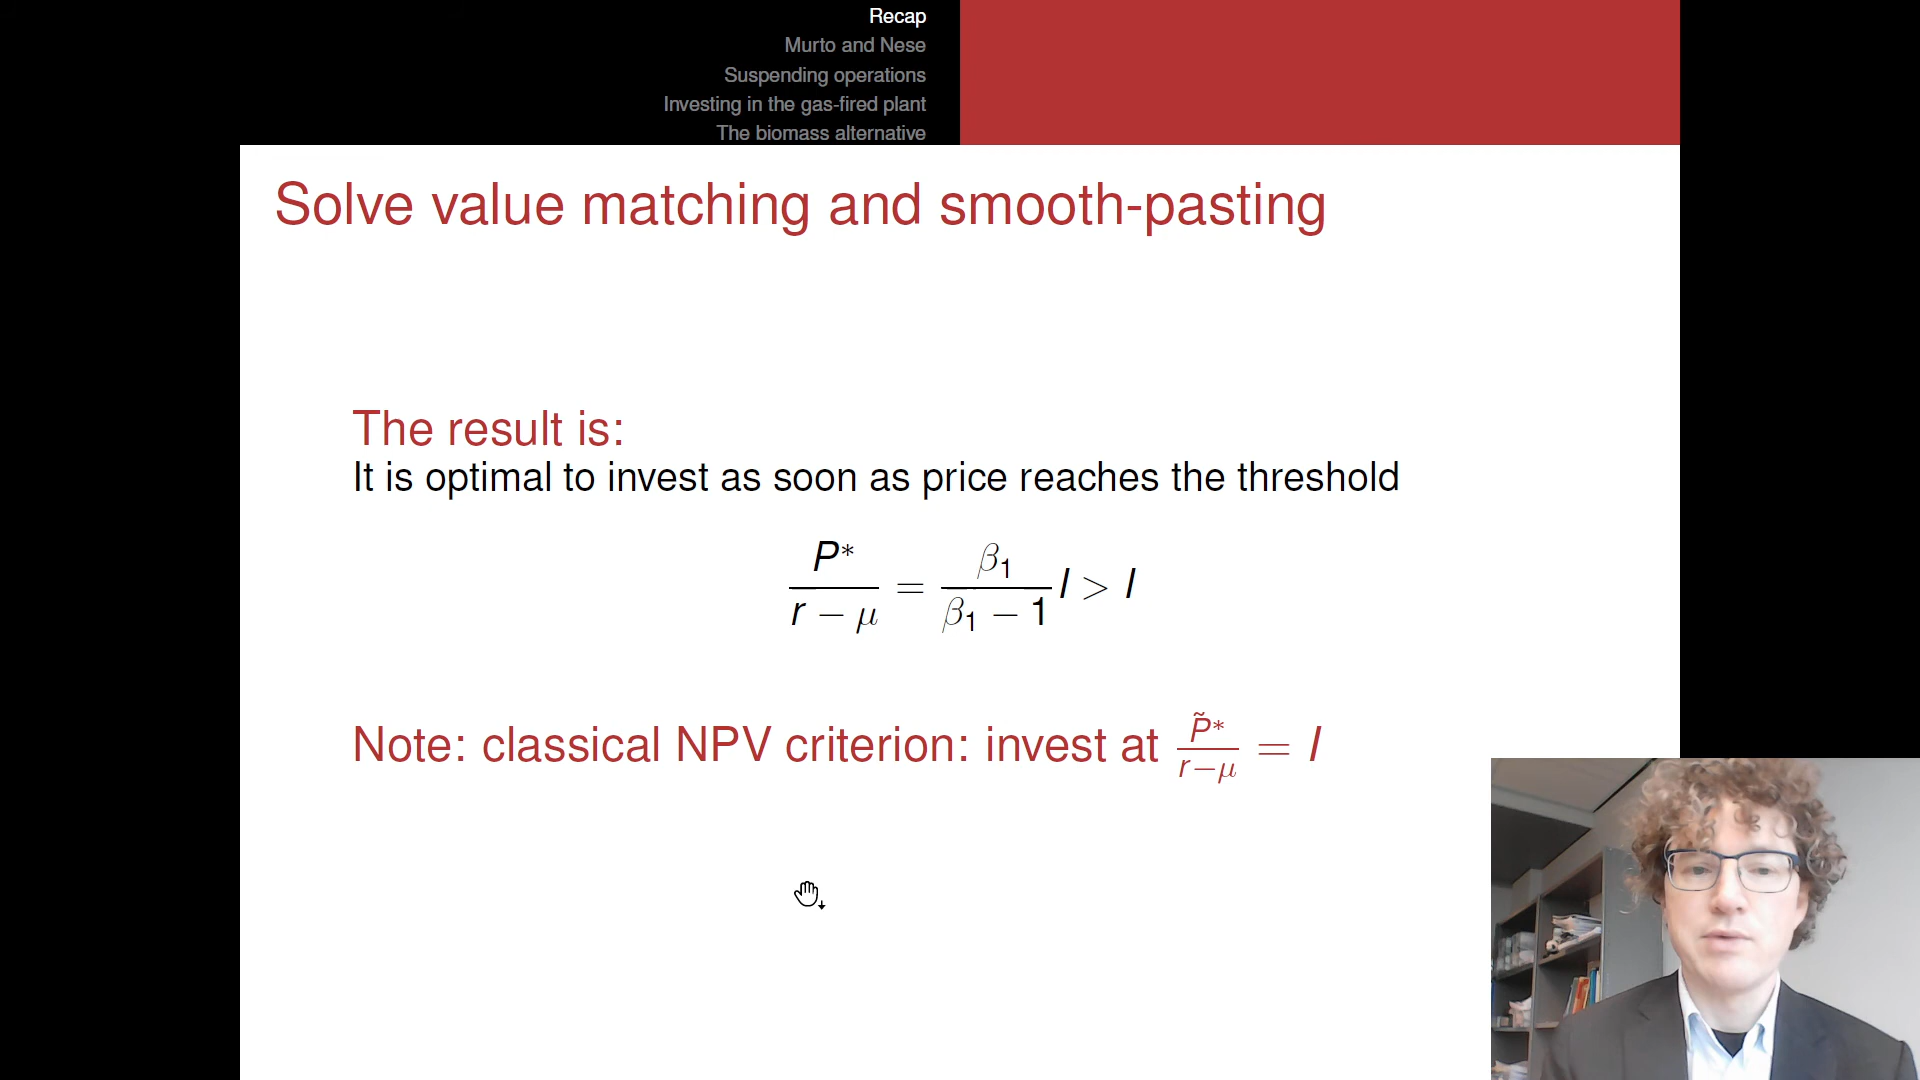 Recap
Murto and Nese
Suspending operations
Investing in the gas-fired plant
The biomass alternative
Solve value matching and smooth-pasting
The result is:
It is optimal to invest as soon as price reaches the threshold
P* / (r − μ) = β₁ / (β₁ − 1) I > I
Note: classical NPV criterion: invest at P̃* / (r−μ) = I